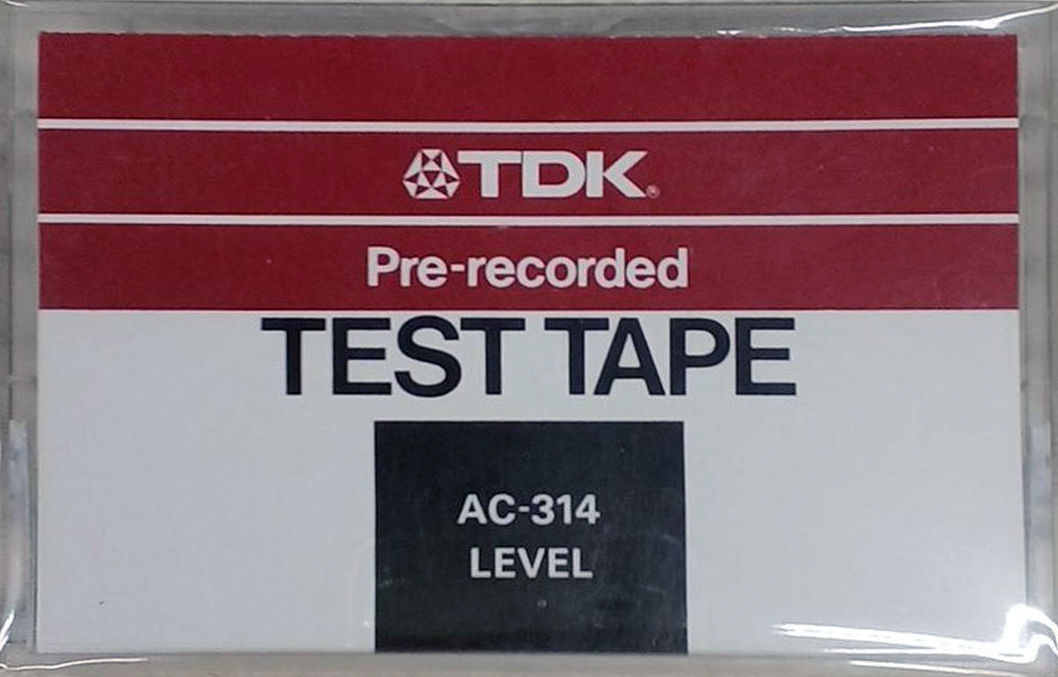 TDK®
Pre-recorded
TEST TAPE
AC-314
LEVEL